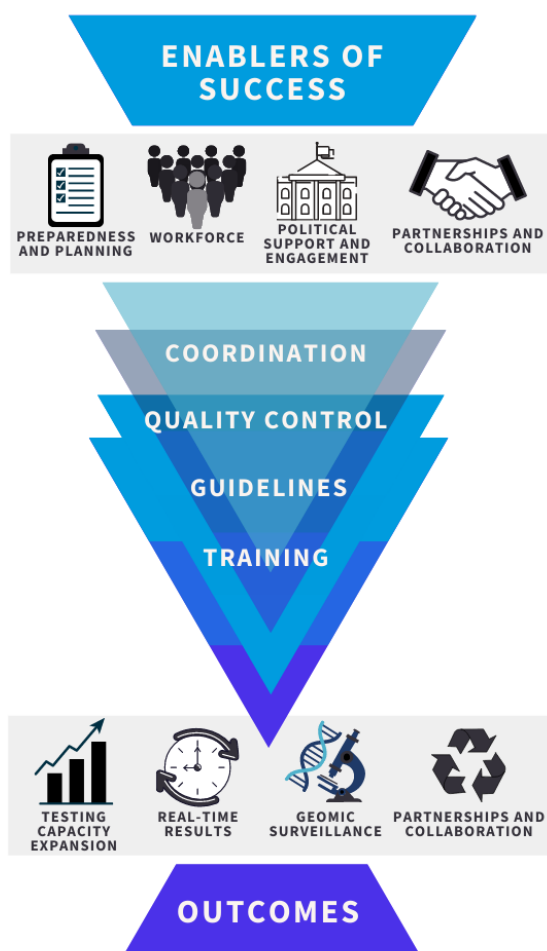 ENABLERS OF
SUCCESS
PREPAREDNESS
AND PLANNING
WORKFORCE
POLITICAL
SUPPORT AND
ENGAGEMENT
PARTNERSHIPS AND
COLLABORATION
COORDINATION
QUALITY CONTROL
GUIDELINES
TRAINING
TESTING
CAPACITY
EXPANSION
REAL-TIME
RESULTS
GEOMIC
SURVEILLANCE
PARTNERSHIPS AND
COLLABORATION
OUTCOMES